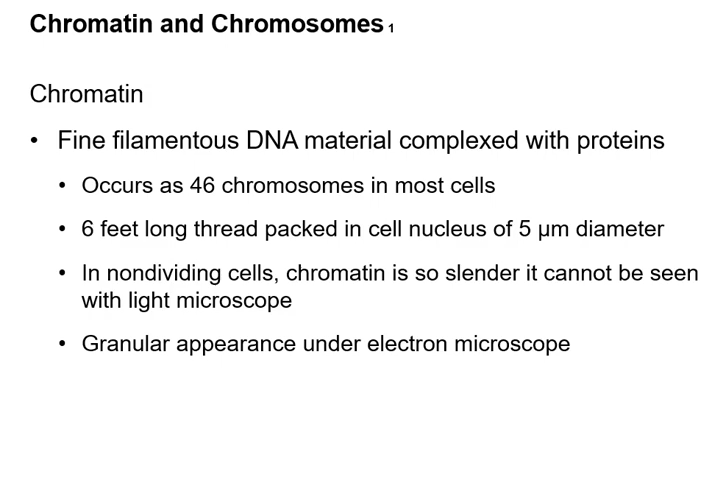 Chromatin and Chromosomes 1
Chromatin
• Fine filamentous DNA material complexed with proteins
• Occurs as 46 chromosomes in most cells
• 6 feet long thread packed in cell nucleus of 5 μm diameter
• In nondividing cells, chromatin is so slender it cannot be seen
with light microscope
• Granular appearance under electron microscope